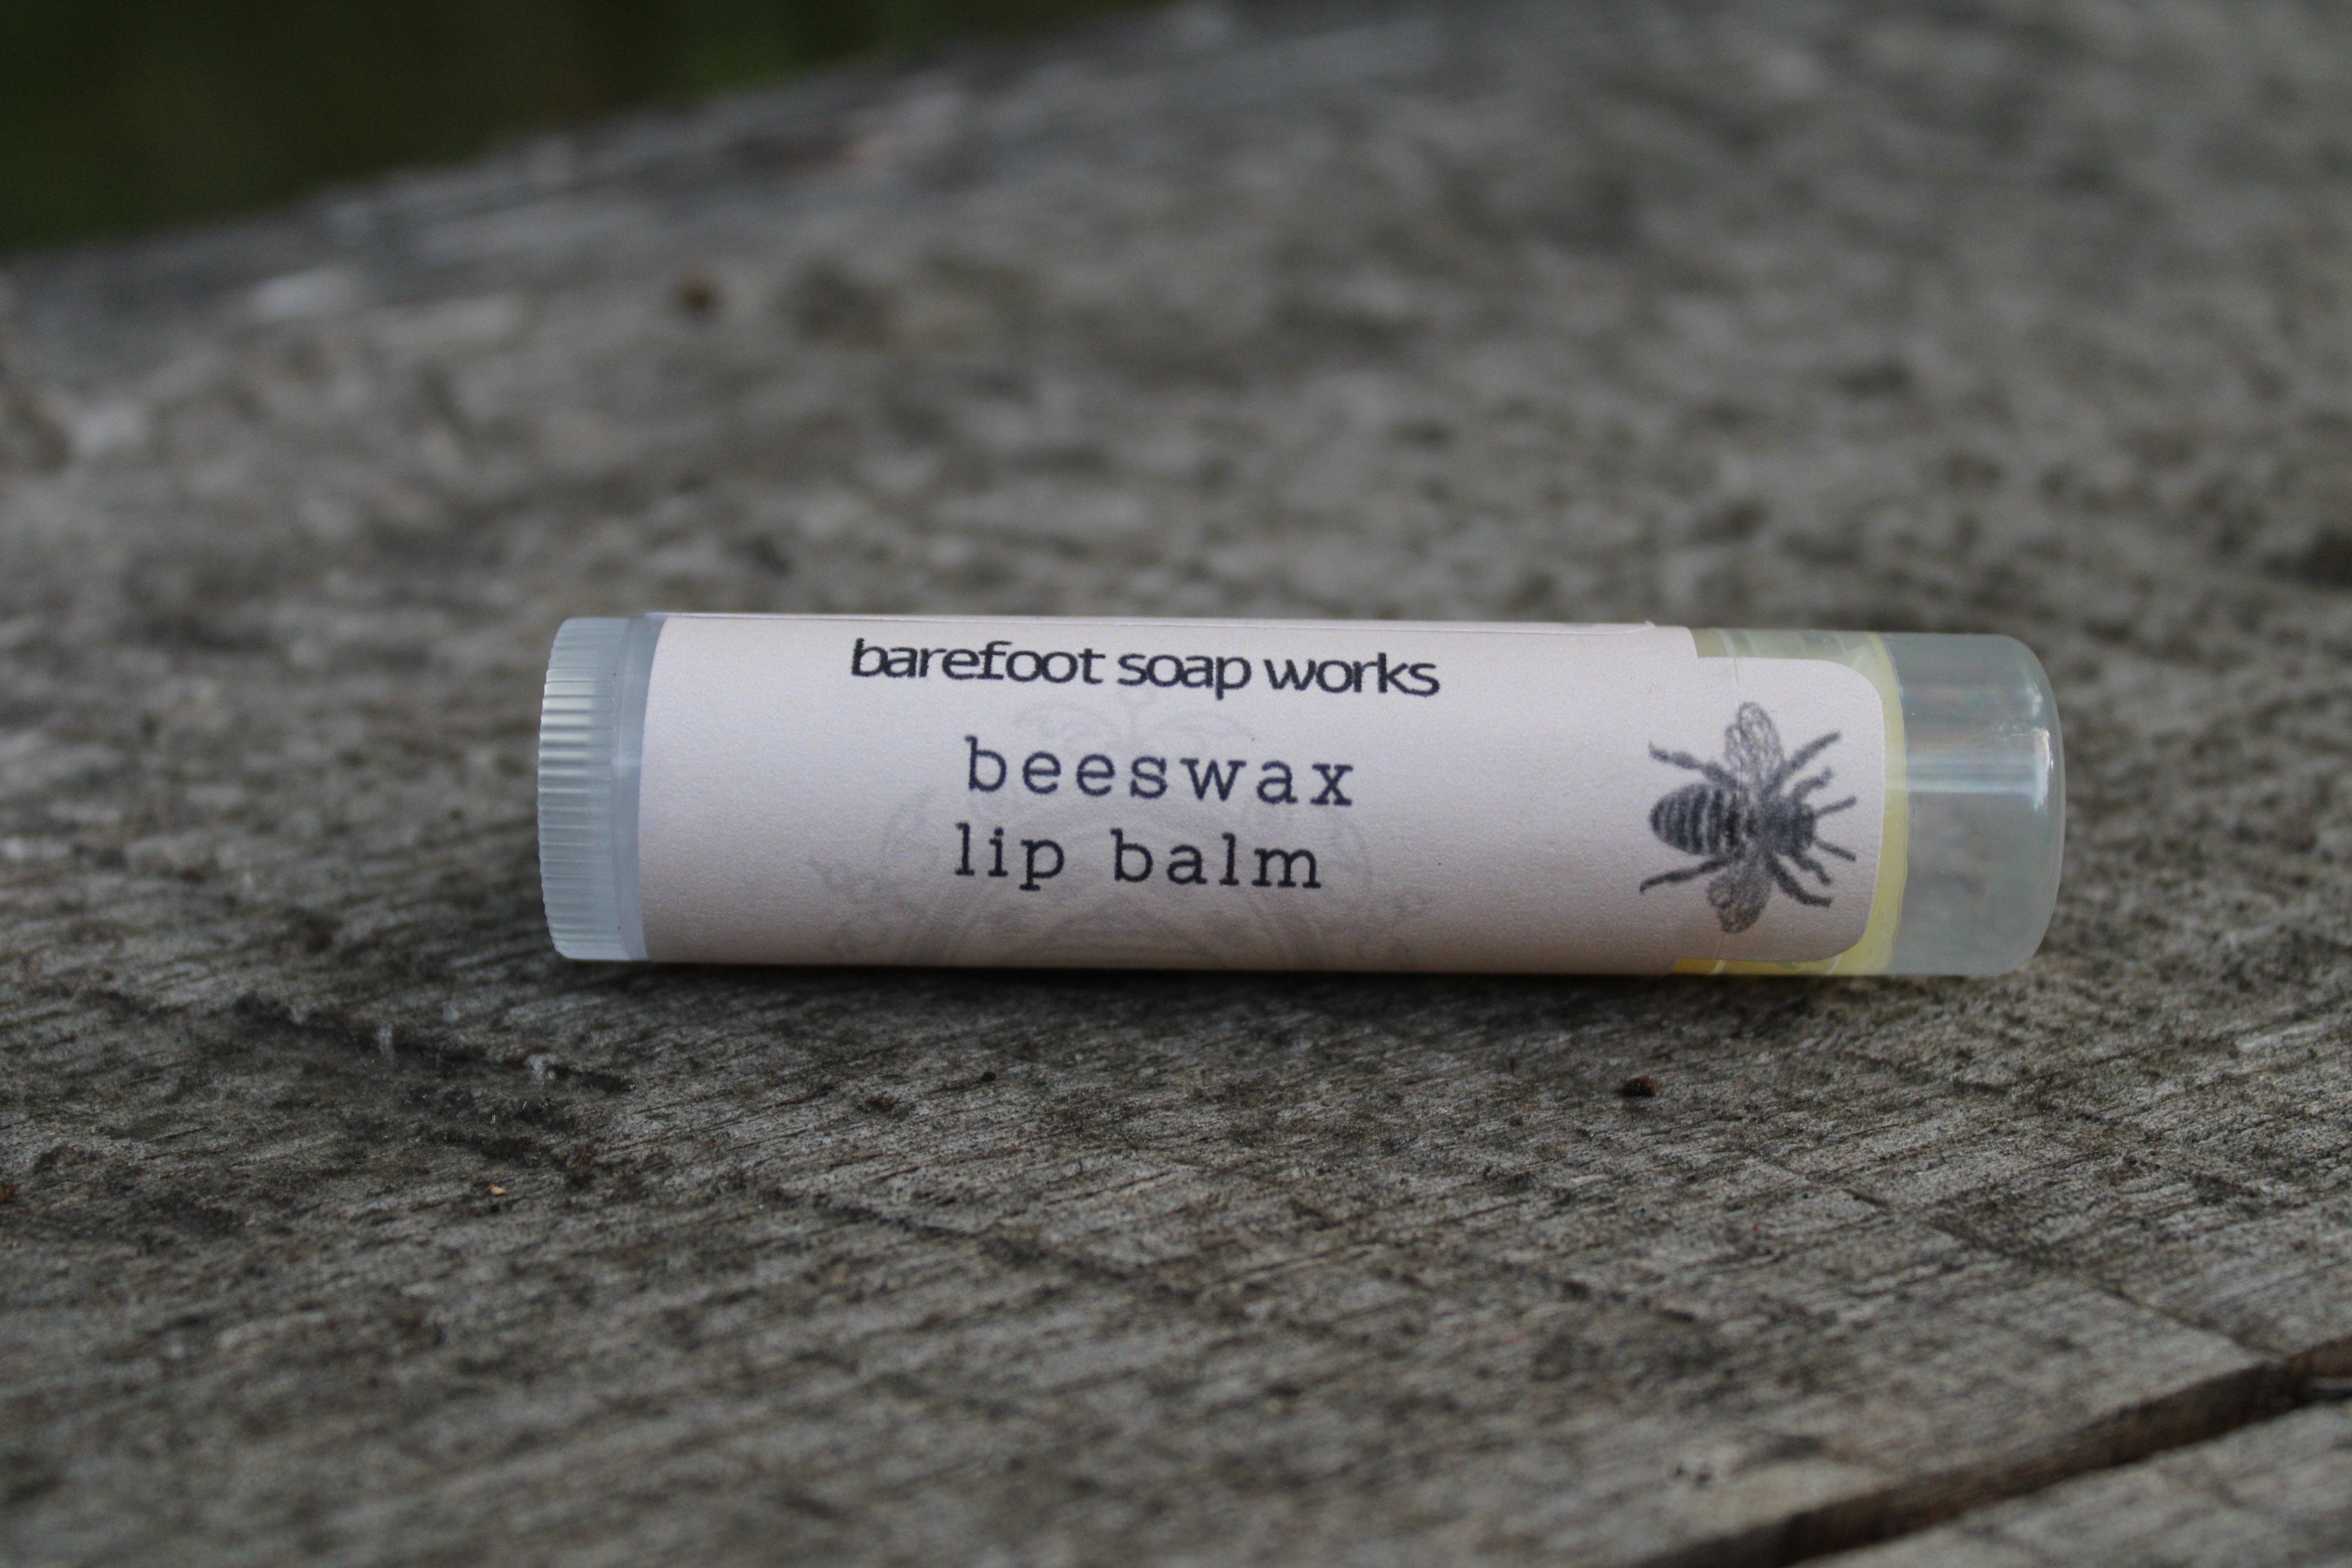 barefoot soap works
beeswax
lip balm